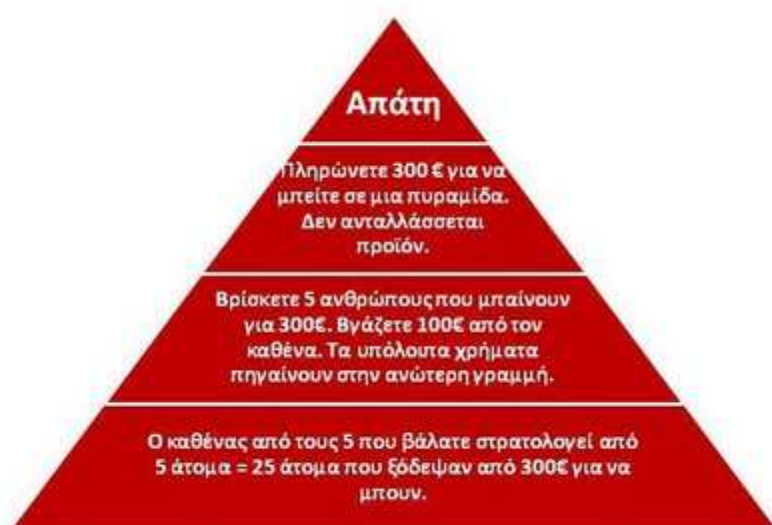 Απάτη
Πληρώνετε 300 € για να
μπείτε σε μια πυραμίδα.
Δεν ανταλλάσσεται
προϊόν.
Βρίσκετε 5 ανθρώπους που μπαίνουν
για 300€. Βγάζετε 100€ από τον
καθένα. Τα υπόλουτα χρήματα
πηγαίνουν στην ανώτερη γραμμή.
Ο καθένας από τους 5 που βάλατε στρατολογεί από
5 άτομα = 25 άτομα που ξόδεψαν από 300€ για να
μπουν.